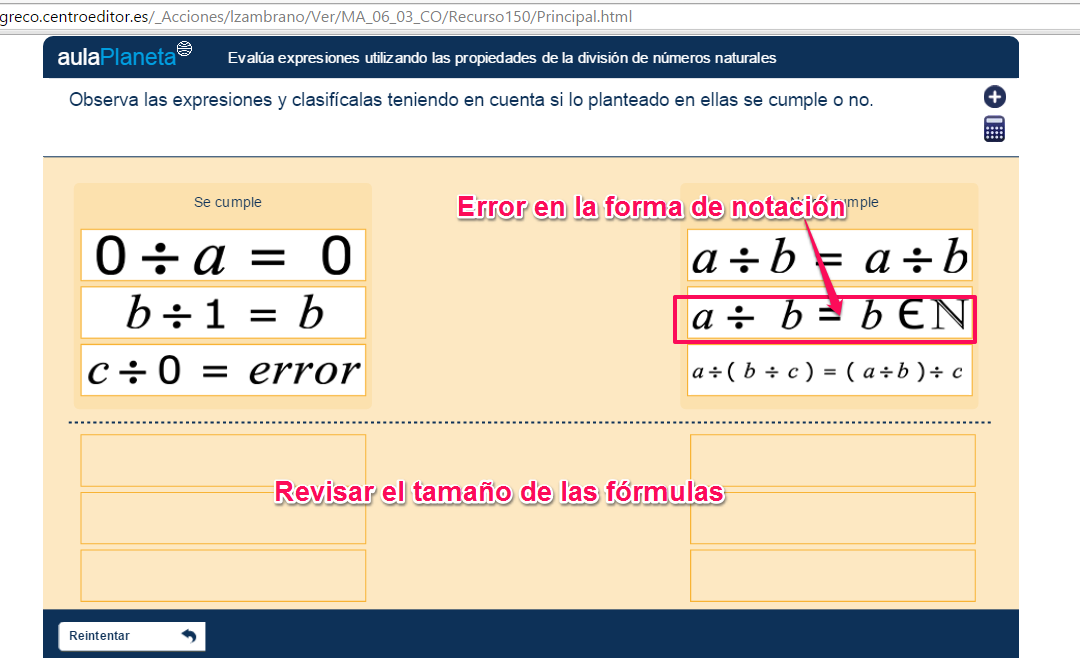 greco.centroeditor.es/_Acciones/lzambrano/Ver/MA_06_03_CO/Recurso150/Principal.html
aulaPlaneta
Evalúa expresiones utilizando las propiedades de la división de números naturales
Observa las expresiones y clasifícalas teniendo en cuenta si lo planteado en ellas se cumple o no.
Se cumple
Error en la forma de notación
0 ÷ a = 0
a ÷ b = a ÷ b
b ÷ 1 = b
a ÷ b = b ∈ ℕ
c ÷ 0 = error
a ÷ ( b ÷ c ) = ( a ÷ b ) ÷ c
Revisar el tamaño de las fórmulas
Reintentar